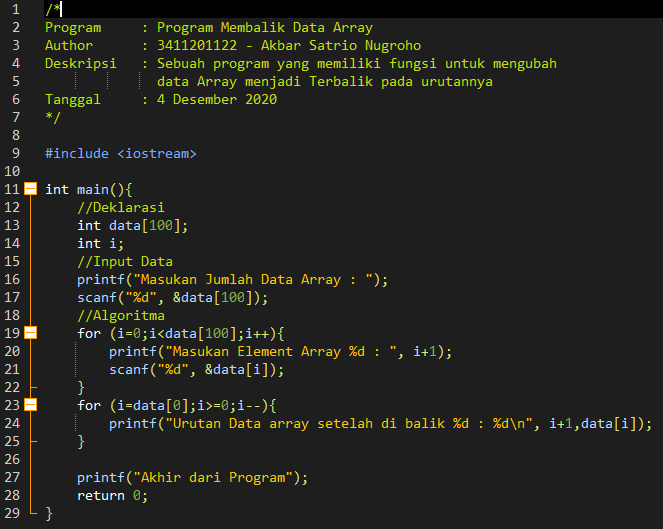 1 /*
2 Program     : Program Membalik Data Array
3 Author      : 3411201122 - Akbar Satrio Nugroho
4 Deskripsi   : Sebuah program yang memiliki fungsi untuk mengubah
5               data Array menjadi Terbalik pada urutannya
6 Tanggal     : 4 Desember 2020
7 */
8
9 #include <iostream>
10
11 int main(){
12     //Deklarasi
13     int data[100];
14     int i;
15     //Input Data
16     printf("Masukan Jumlah Data Array : ");
17     scanf("%d", &data[100]);
18     //Algoritma
19     for (i=0;i<data[100];i++){
20         printf("Masukan Element Array %d : ", i+1);
21         scanf("%d", &data[i]);
22     }
23     for (i=data[0];i>=0;i--){
24         printf("Urutan Data array setelah di balik %d : %d\n", i+1,data[i]);
25     }
26
27     printf("Akhir dari Program");
28     return 0;
29 }